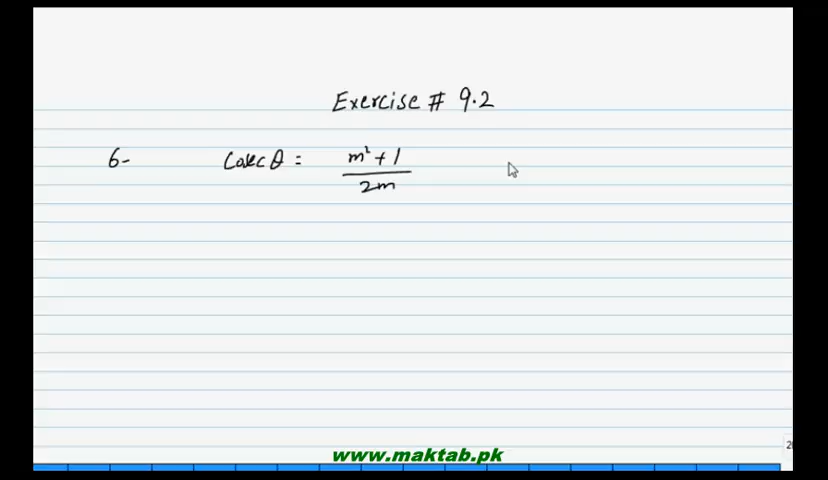 Exercise # 9.2
6- Cosec θ = m² + 1 / 2m
www.maktab.pk